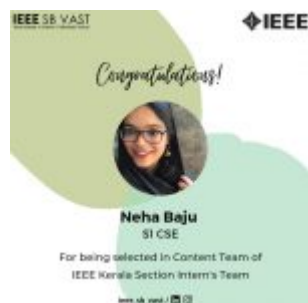 IEEE SB VAST
IEEE
Congratulations!
Neha Baju
S1 CSE
For being selected in Content Team of
IEEE Kerala Section Intern's Team